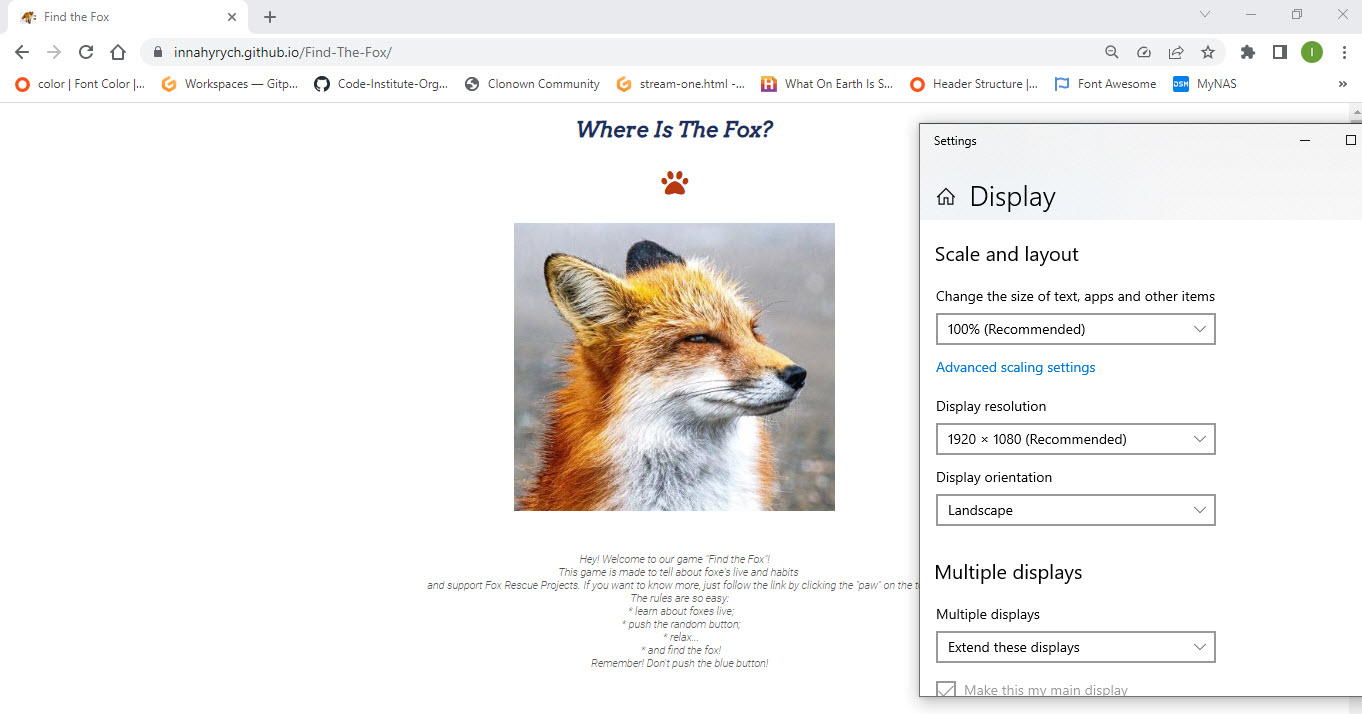 Find the Fox
innahyrych.github.io/Find-The-Fox/
I
color | Font Color |...
Workspaces — Gitp...
Code-Institute-Org...
Clonown Community
stream-one.html -...
What On Earth Is S...
Header Structure |...
Font Awesome
DSM
MyNAS
»
Where Is The Fox?
Hey! Welcome to our game "Find the Fox"!
This game is made to tell about foxe's live and habits
and support Fox Rescue Projects. If you want to know more, just follow the link by clicking the "paw" on the
The rules are so easy:
* learn about foxes live;
* push the random button;
* relax...
* and find the fox!
Remember! Don't push the blue button!
Settings
Display
Scale and layout
Change the size of text, apps and other items
100% (Recommended)
Advanced scaling settings
Display resolution
1920 × 1080 (Recommended)
Display orientation
Landscape
Multiple displays
Multiple displays
Extend these displays
Make this my main display